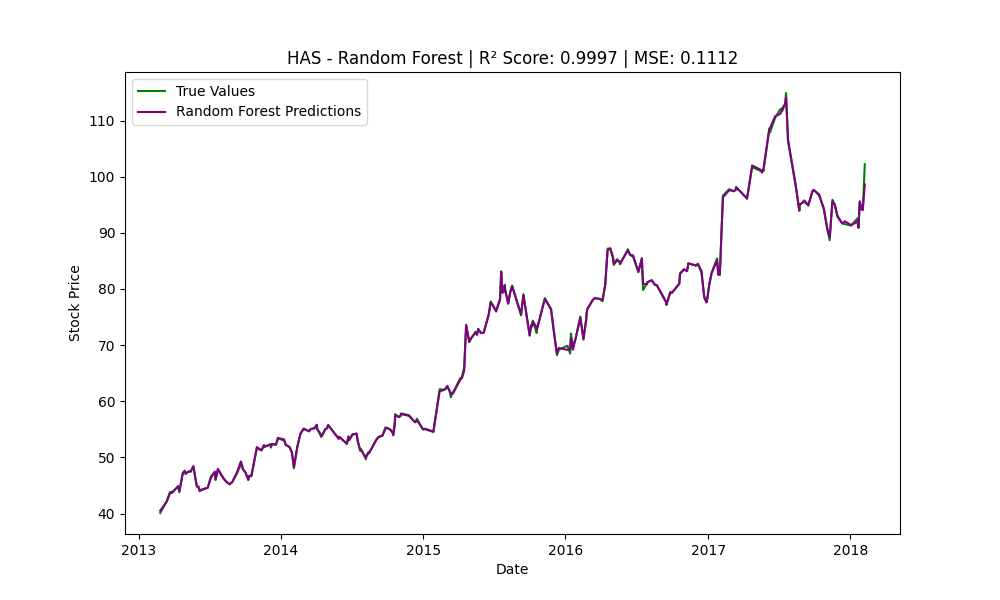 HAS - Random Forest | R² Score: 0.9997 | MSE: 0.1112
True Values
Random Forest Predictions
110
100
90
80
70
60
50
40
Stock Price
2013 2014 2015 2016 2017 2018
Date